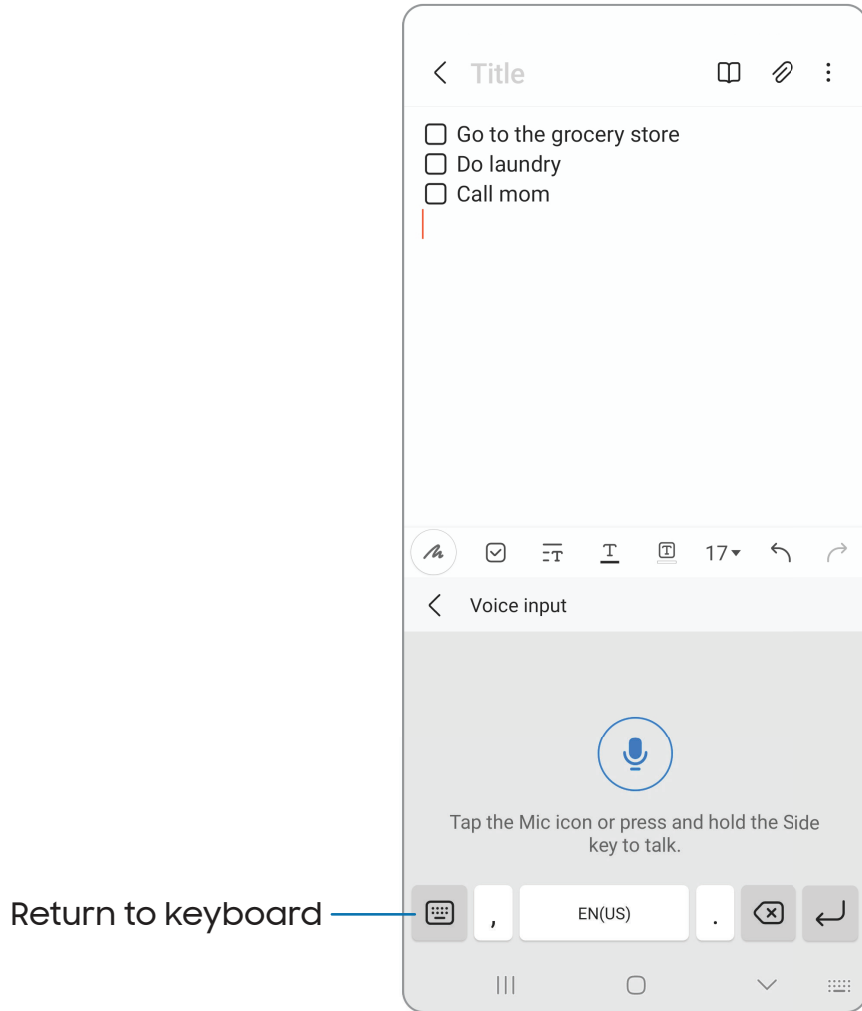 Title
Go to the grocery store
Do laundry
Call mom
17
Voice input
Tap the Mic icon or press and hold the Side
key to talk.
Return to keyboard
, EN(US) .